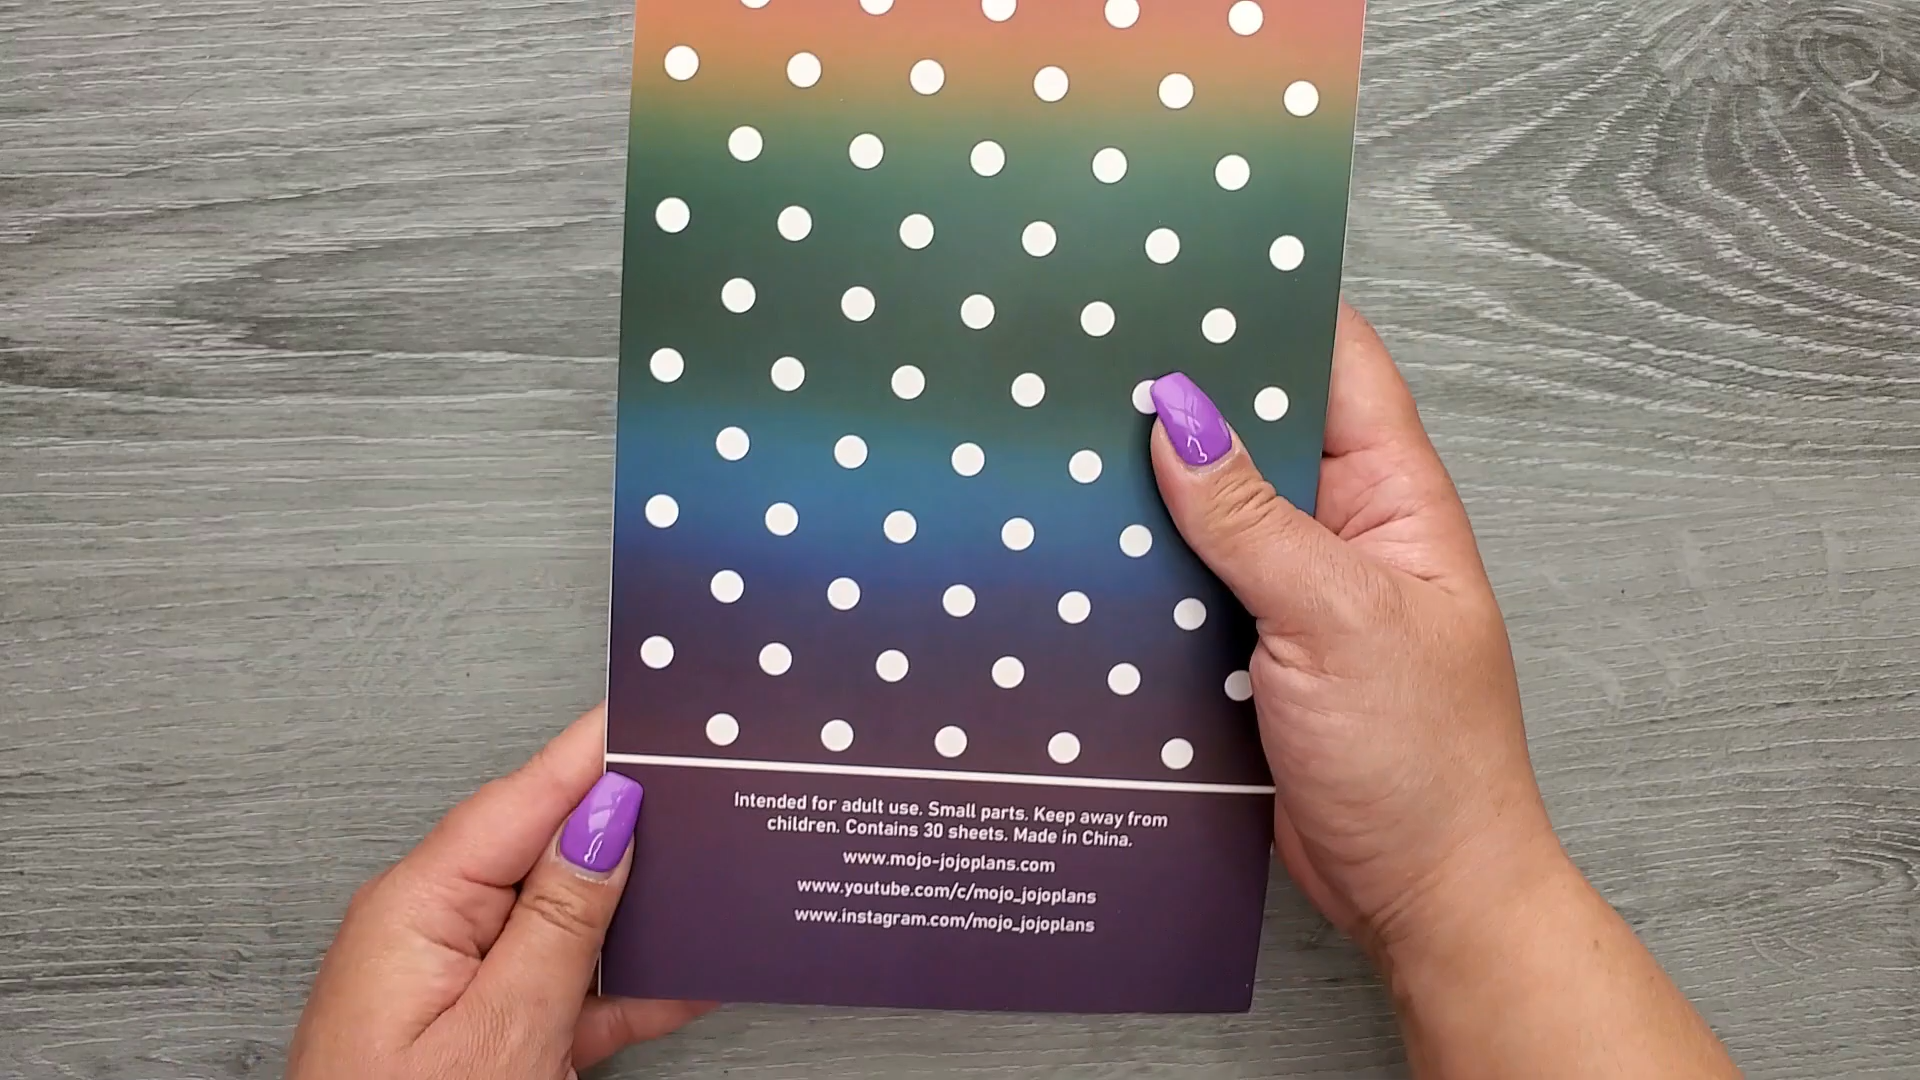 Intended for adult use. Small parts. Keep away from
children. Contains 30 sheets. Made in China.
www.mojo-jojoplans.com
www.youtube.com/c/mojo_jojoplans
www.instagram.com/mojo_jojoplans